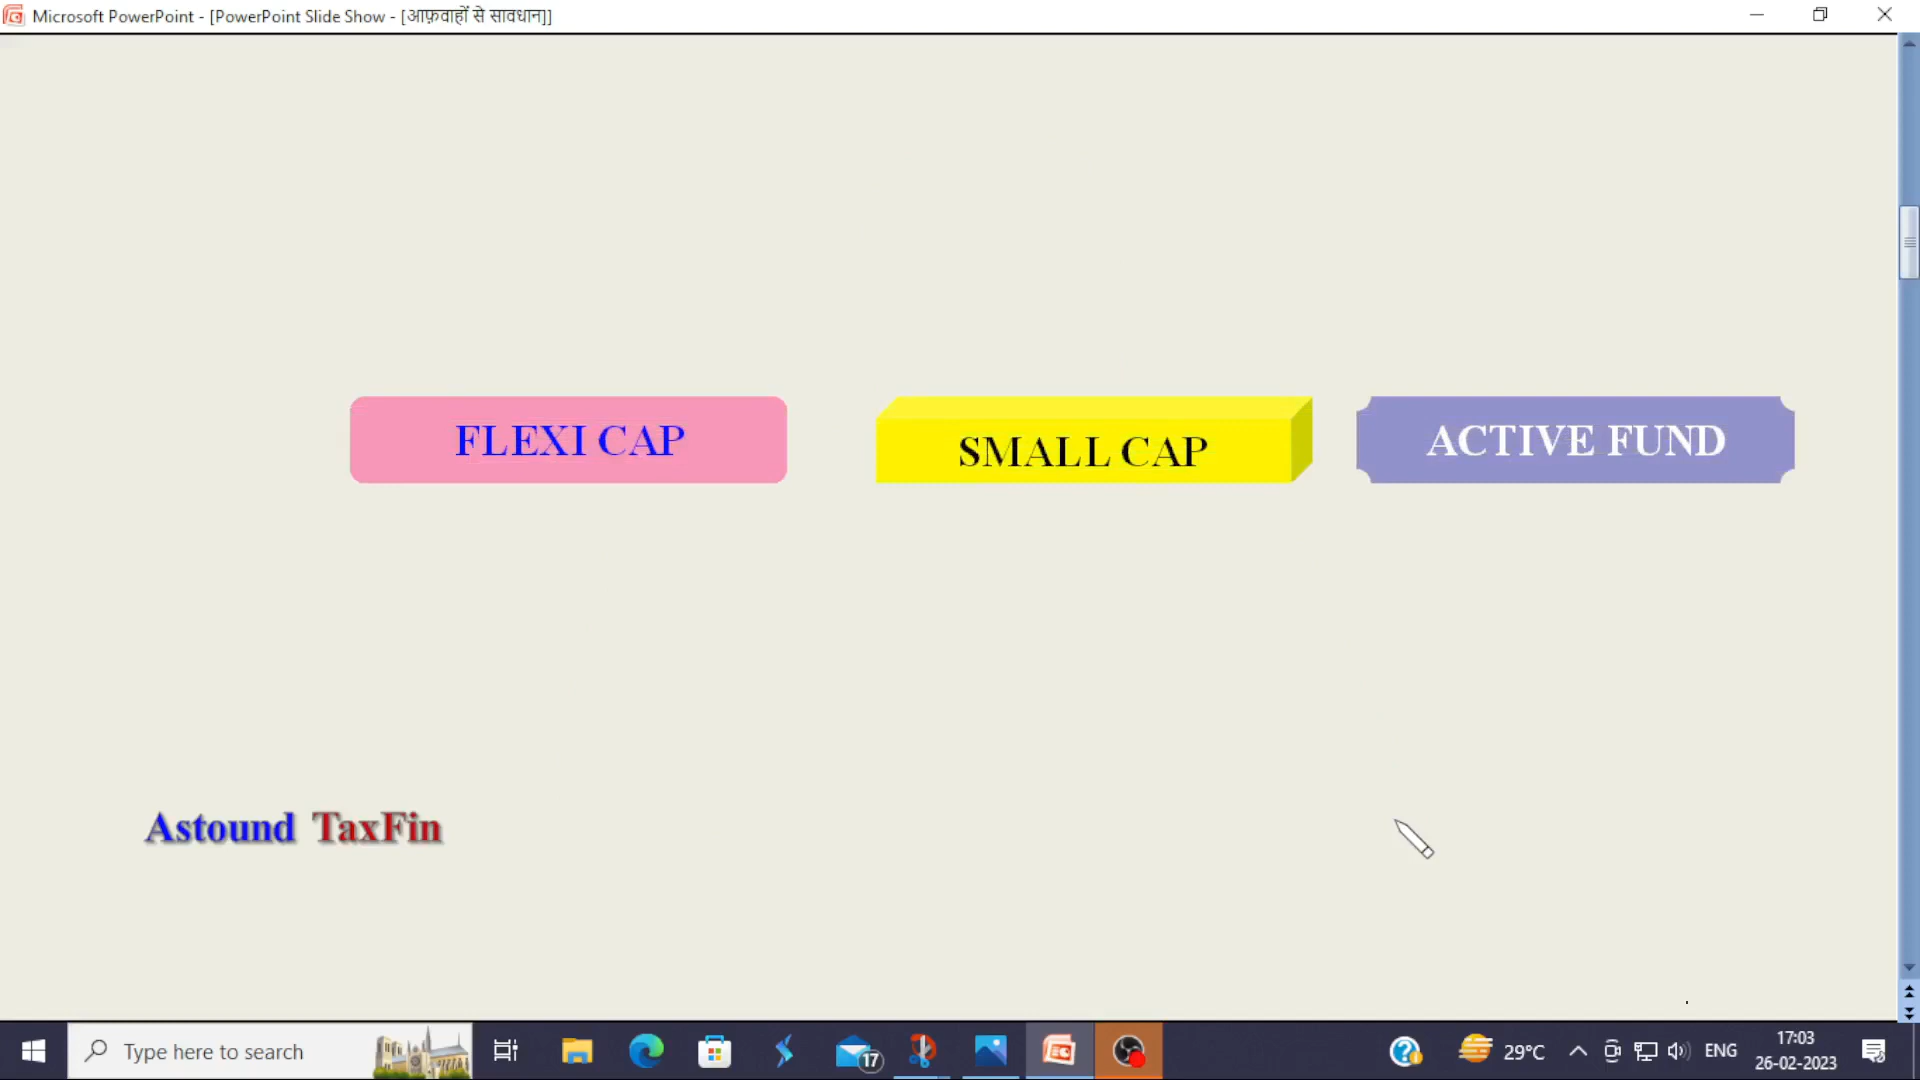 Microsoft PowerPoint - [PowerPoint Slide Show - [आफ़वाहों से सावधान]]
FLEXI CAP
SMALL CAP
ACTIVE FUND
Astound TaxFin
Type here to search
17
29°C
ENG
17:03
26-02-2023